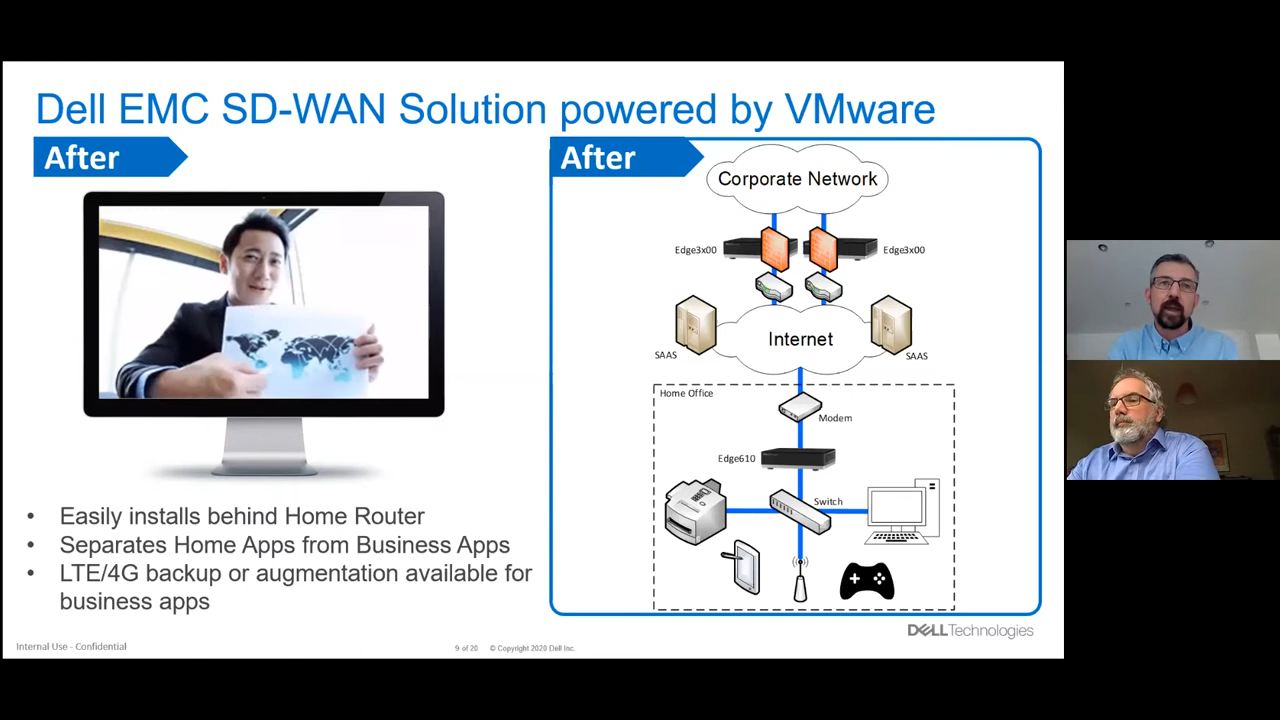 Dell EMC SD-WAN Solution powered by VMware
After
After
Corporate Network
Edge3x00
Edge3x00
SAAS
Internet
SAAS
Home Office
Modem
Edge610
Switch
• Easily installs behind Home Router
• Separates Home Apps from Business Apps
• LTE/4G backup or augmentation available for
business apps
DELLTechnologies
Internal Use - Confidential
9 of 20 © Copyright 2020 Dell Inc.